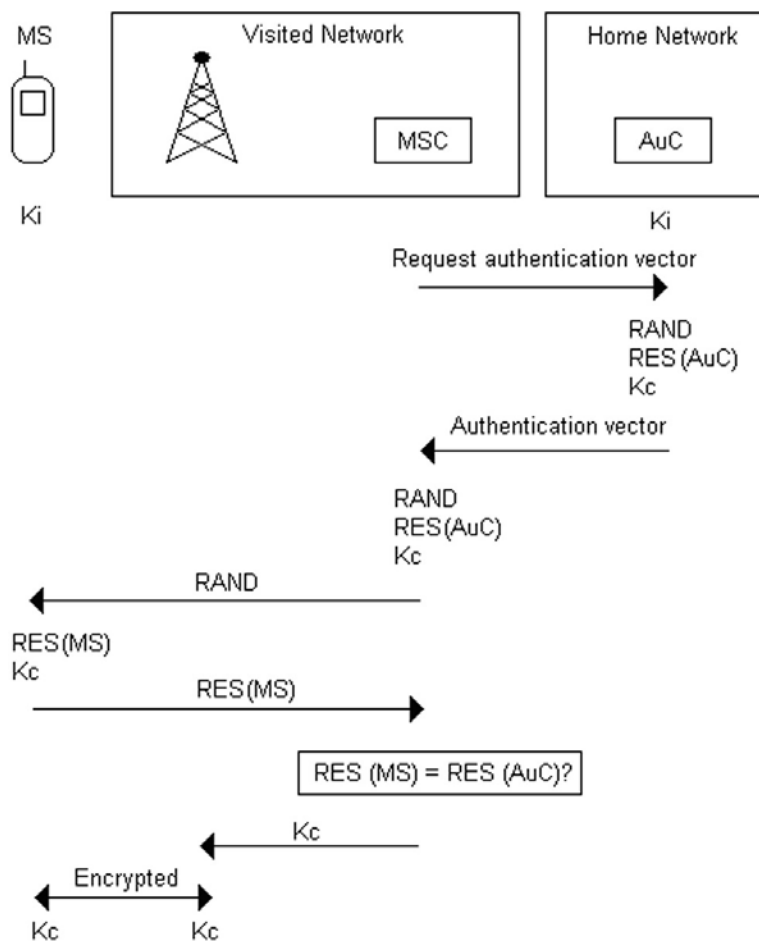 MS
Visited Network
Home Network
MSC
AuC
Ki
Ki
Request authentication vector
RAND
RES(AuC)
Kc
Authentication vector
RAND
RES(AuC)
Kc
RAND
RES(MS)
Kc
RES(MS)
RES (MS) = RES (AuC)?
Kc
Encrypted
Kc
Kc